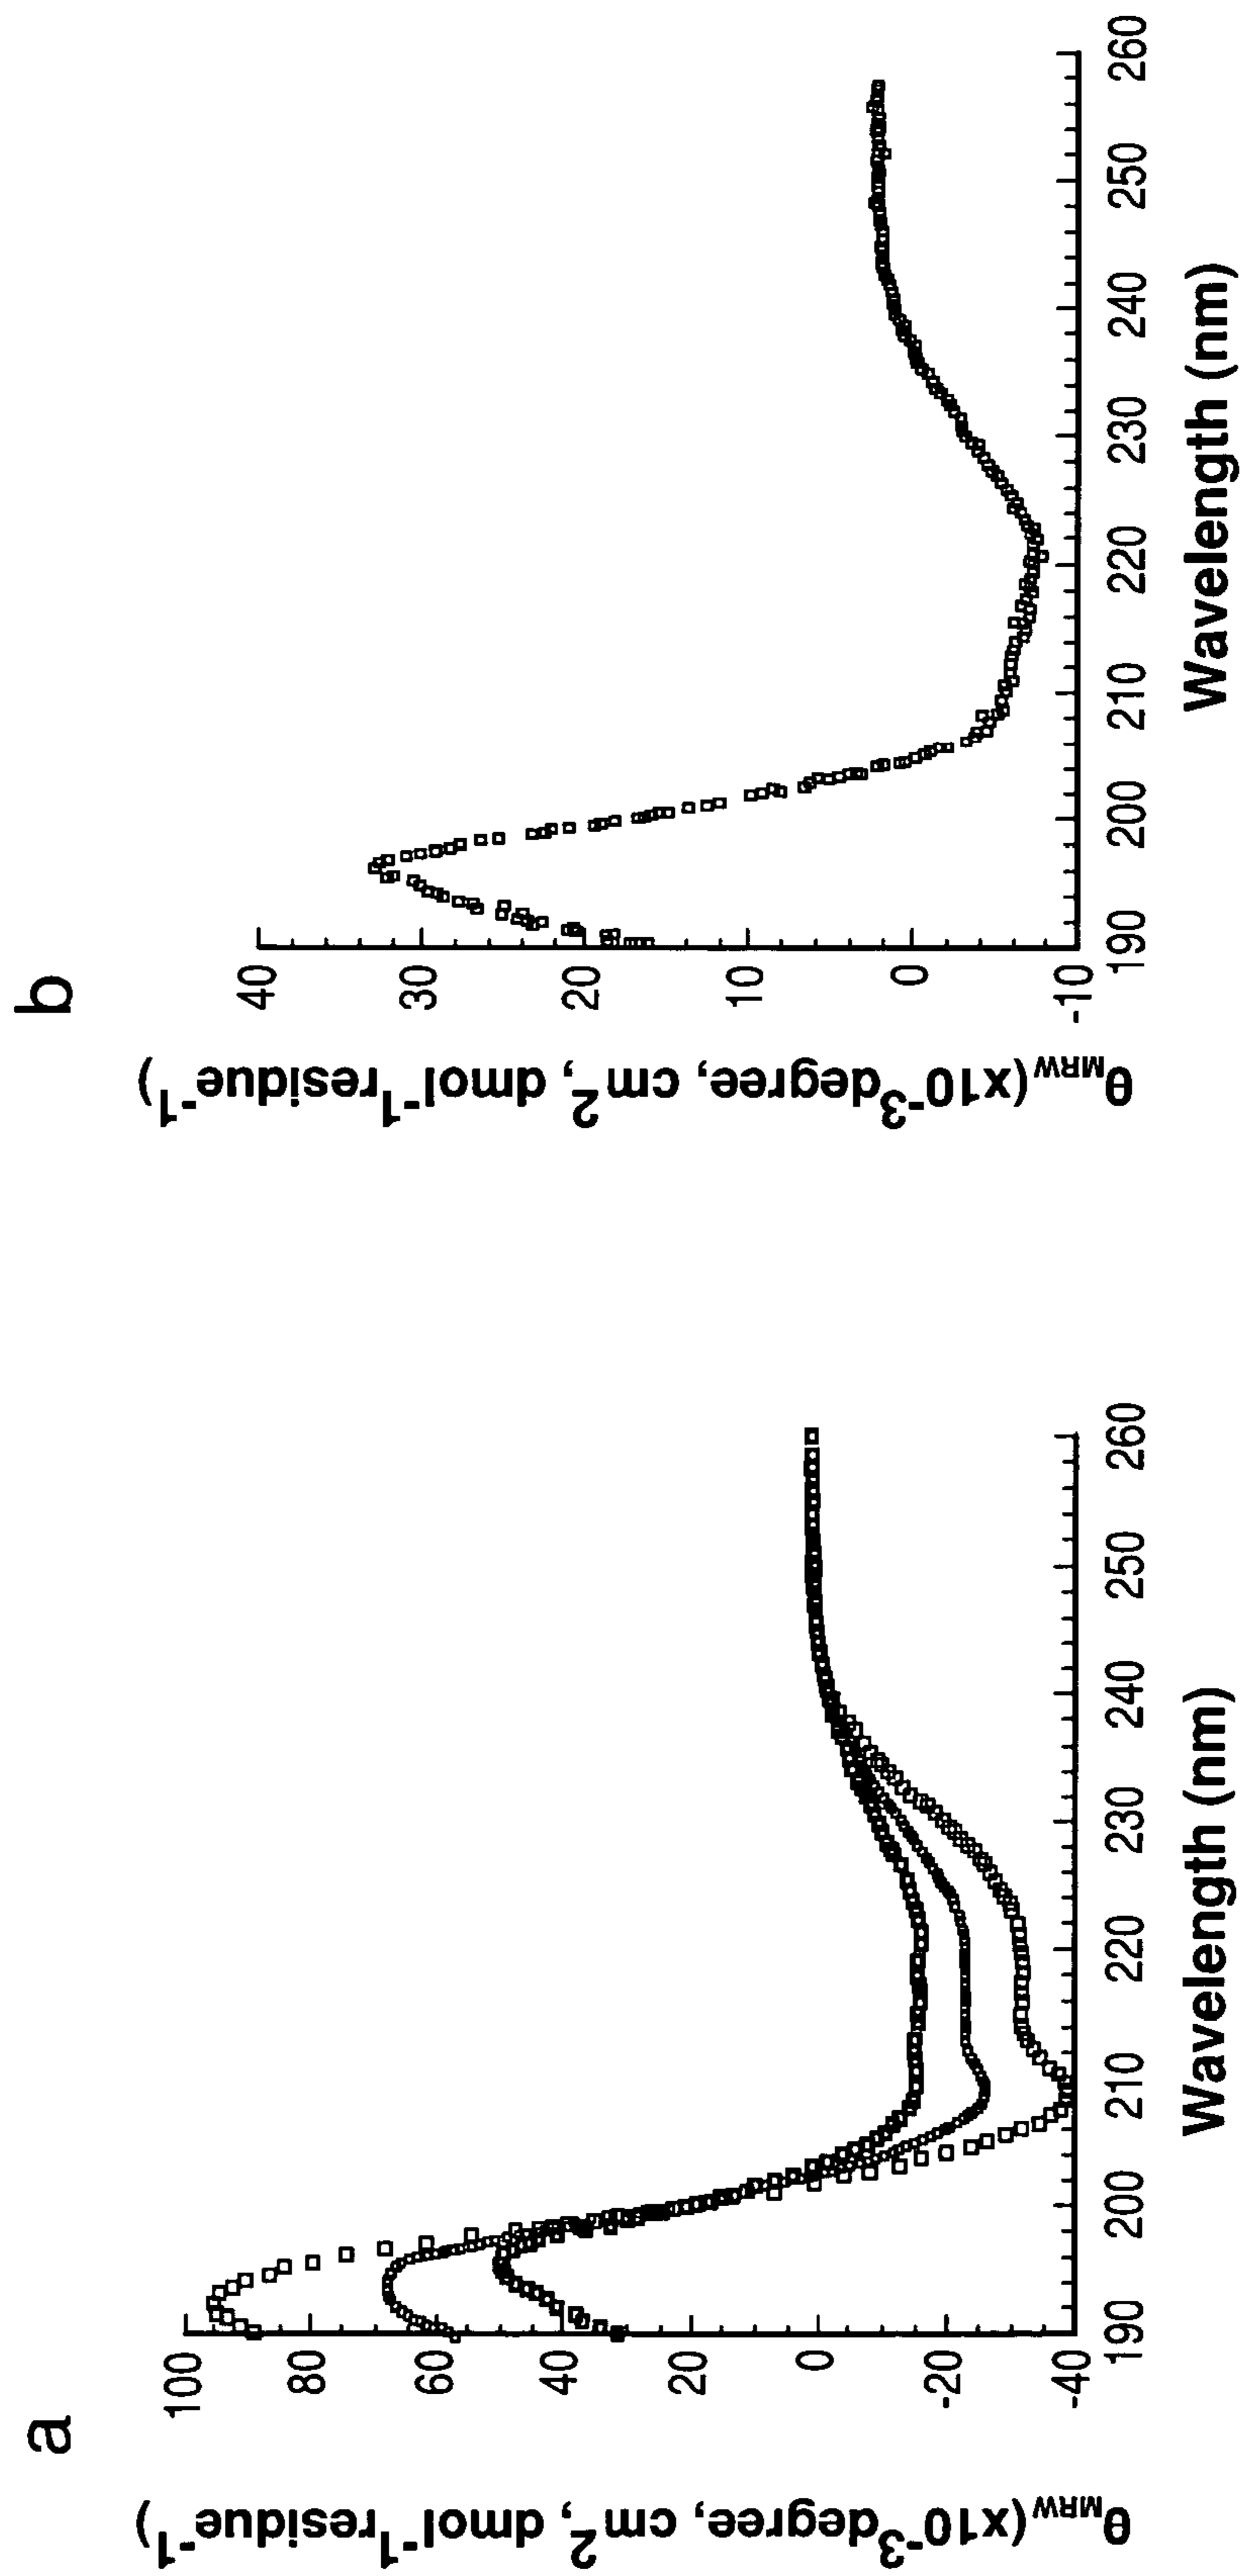 a
θMRW(x10-3degree, cm2, dmol-1residue-1)
100
80
60
40
20
0
-20
-40
190 200 210 220 230 240 250 260
Wavelength (nm)
b
θMRW(x10-3degree, cm2, dmol-1residue-1)
40
30
20
10
0
-10
190 200 210 220 230 240 250 260
Wavelength (nm)